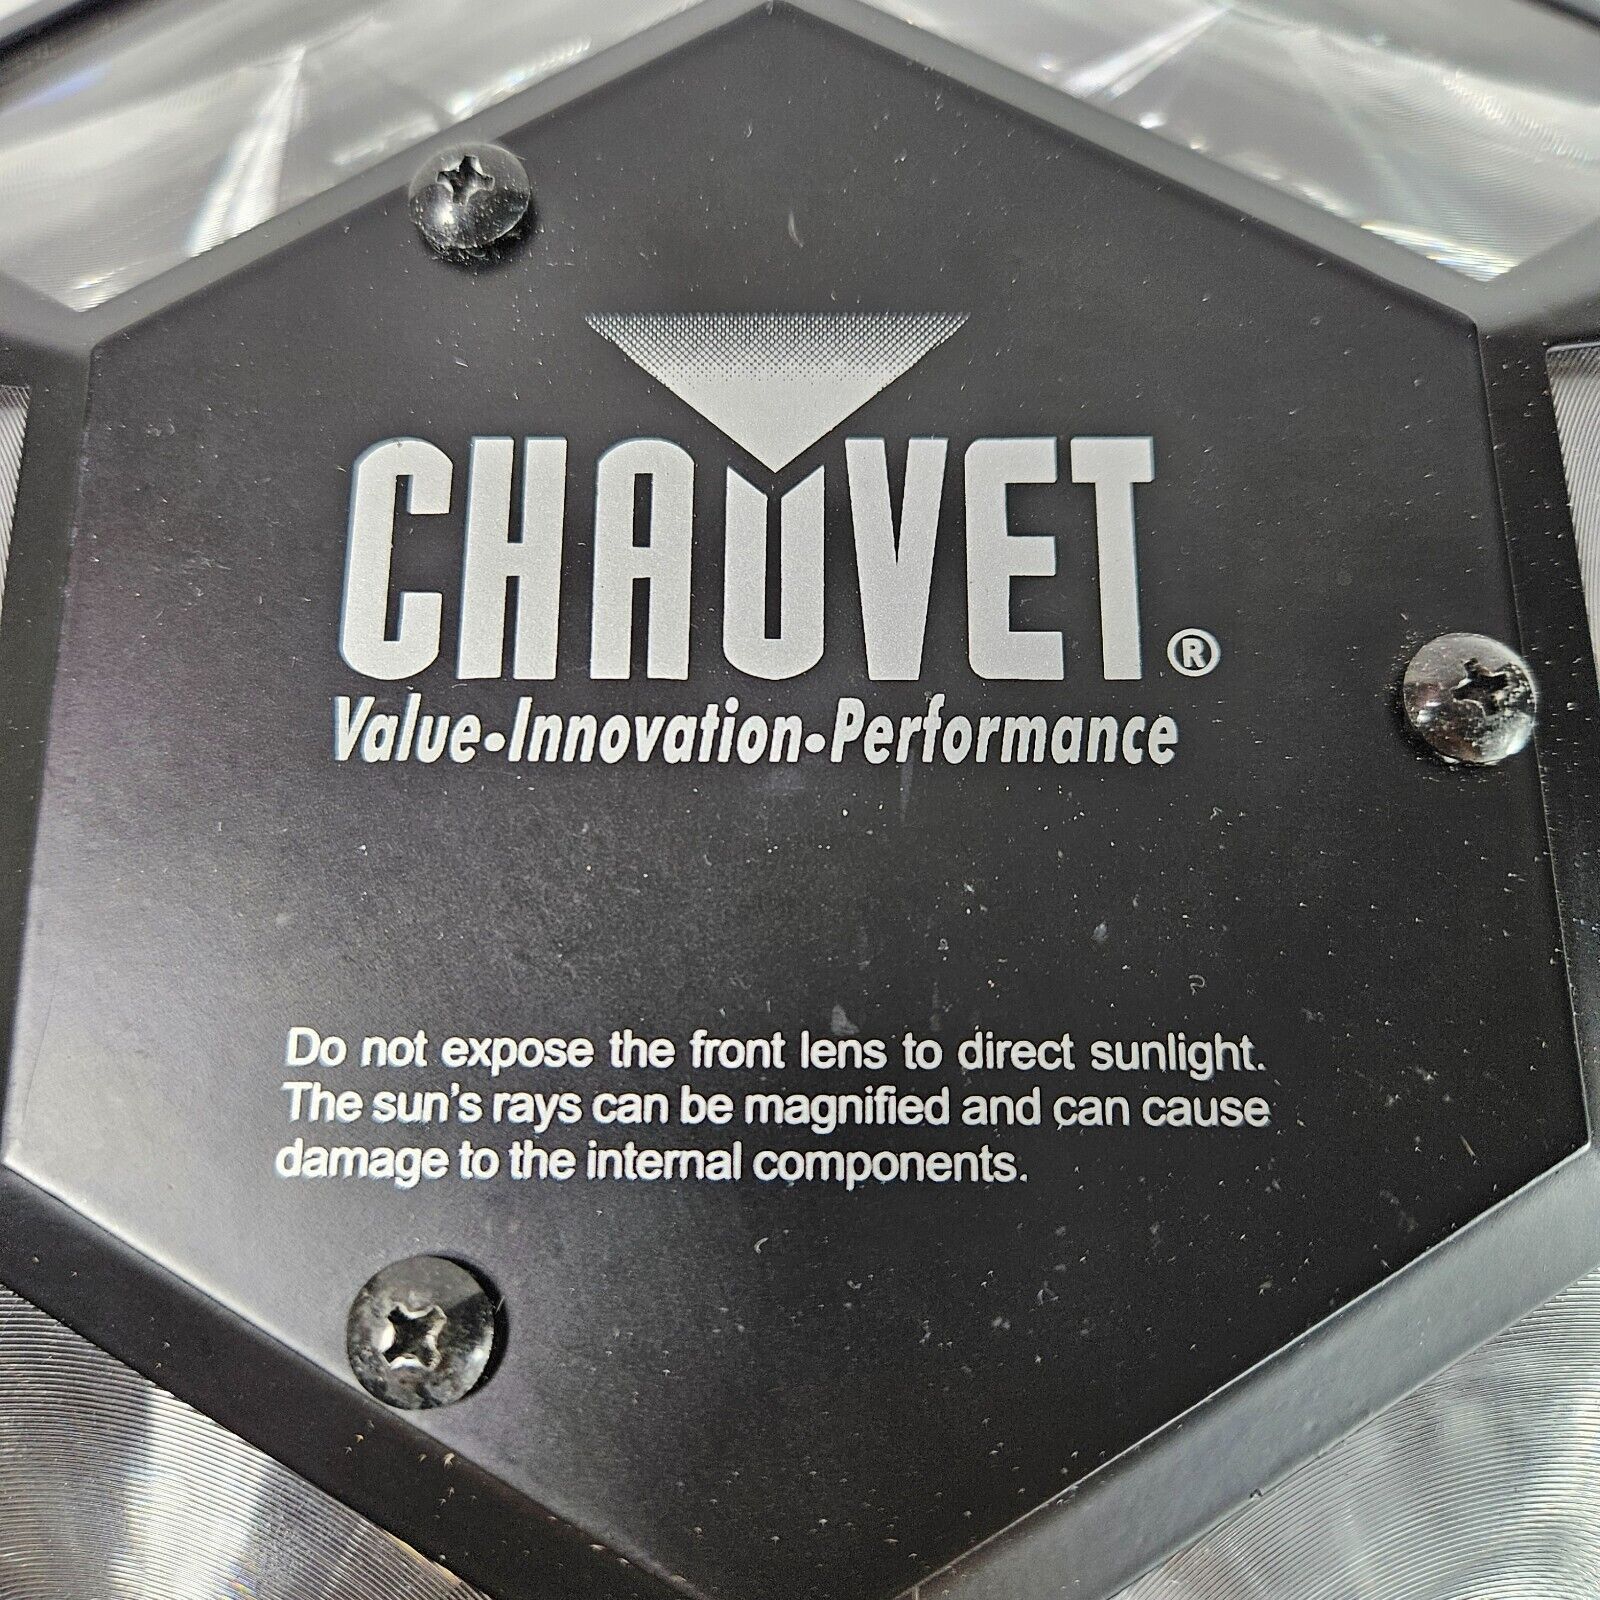 CHAUVET®
Value•Innovation•Performance
Do not expose the front lens to direct sunlight.
The sun's rays can be magnified and can cause
damage to the internal components.